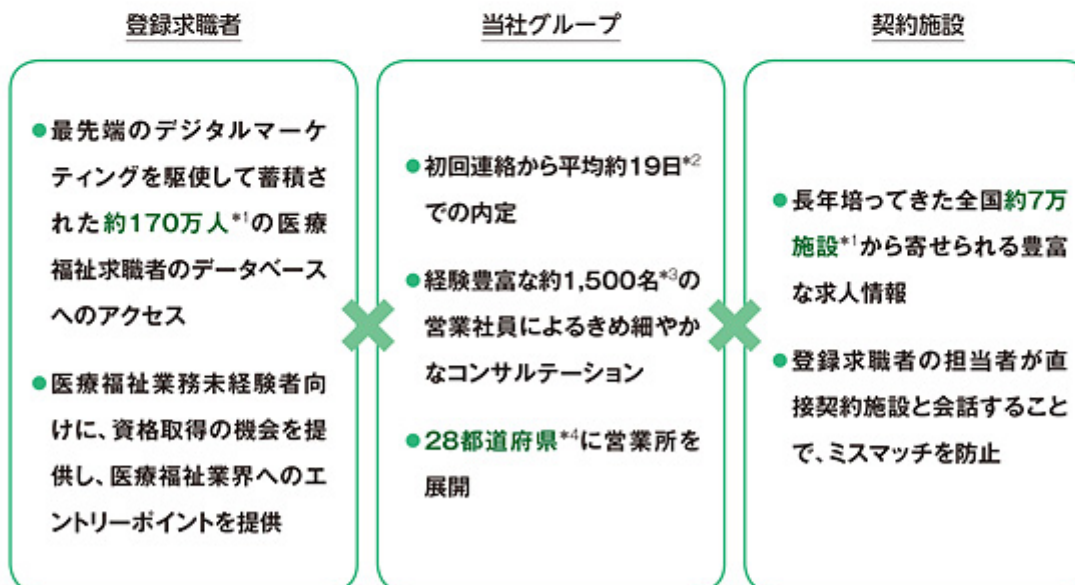 登録求職者
●最先端のデジタルマーケ
ティングを駆使して蓄積さ
れた約170万人*1の医療
福祉求職者のデータベース
へのアクセス
●医療福祉業務未経験者向
けに、資格取得の機会を提
供し、医療福祉業界へのエ
ントリーポイントを提供
当社グループ
●初回連絡から平均約19日*2
での内定
●経験豊富な約1,500名*3の
営業社員によるきめ細やか
なコンサルテーション
●28都道府県*4に営業所を
展開
契約施設
●長年培ってきた全国約7万
施設*1から寄せられる豊富
な求人情報
●登録求職者の担当者が直
接契約施設と会話すること
で、ミスマッチを防止